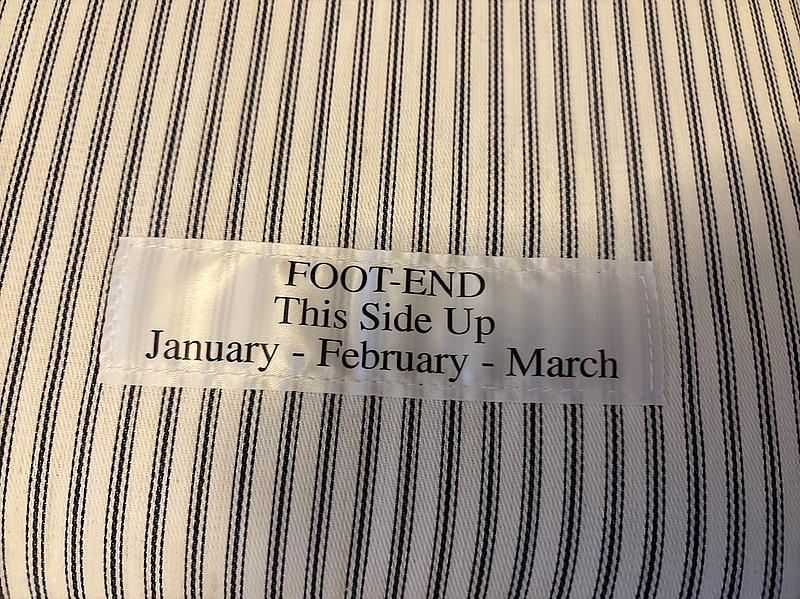 FOOT-END
This Side Up
January - February - March